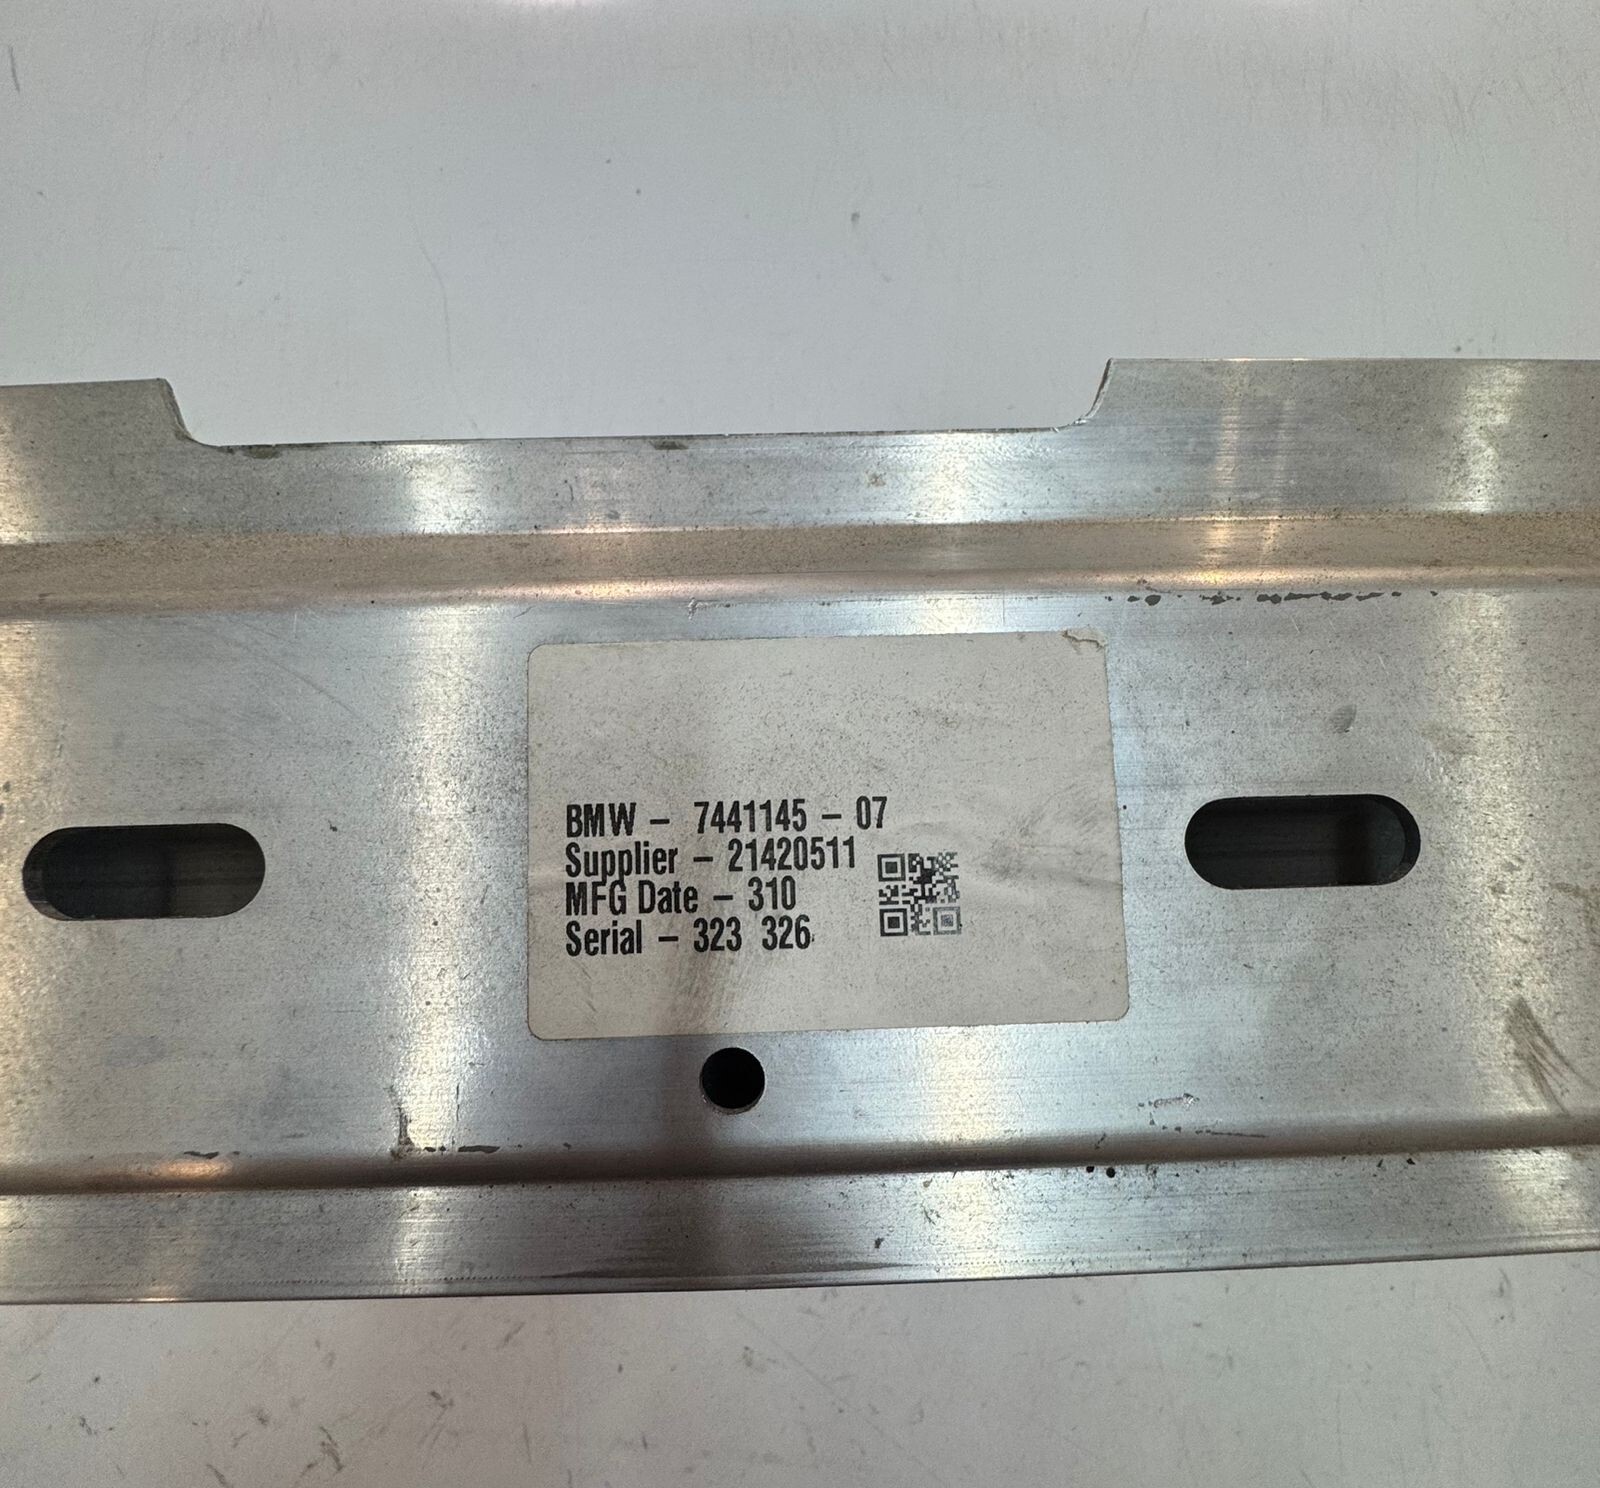 BMW – 7441145 – 07
Supplier – 21420511
MFG Date – 310
Serial – 323 326